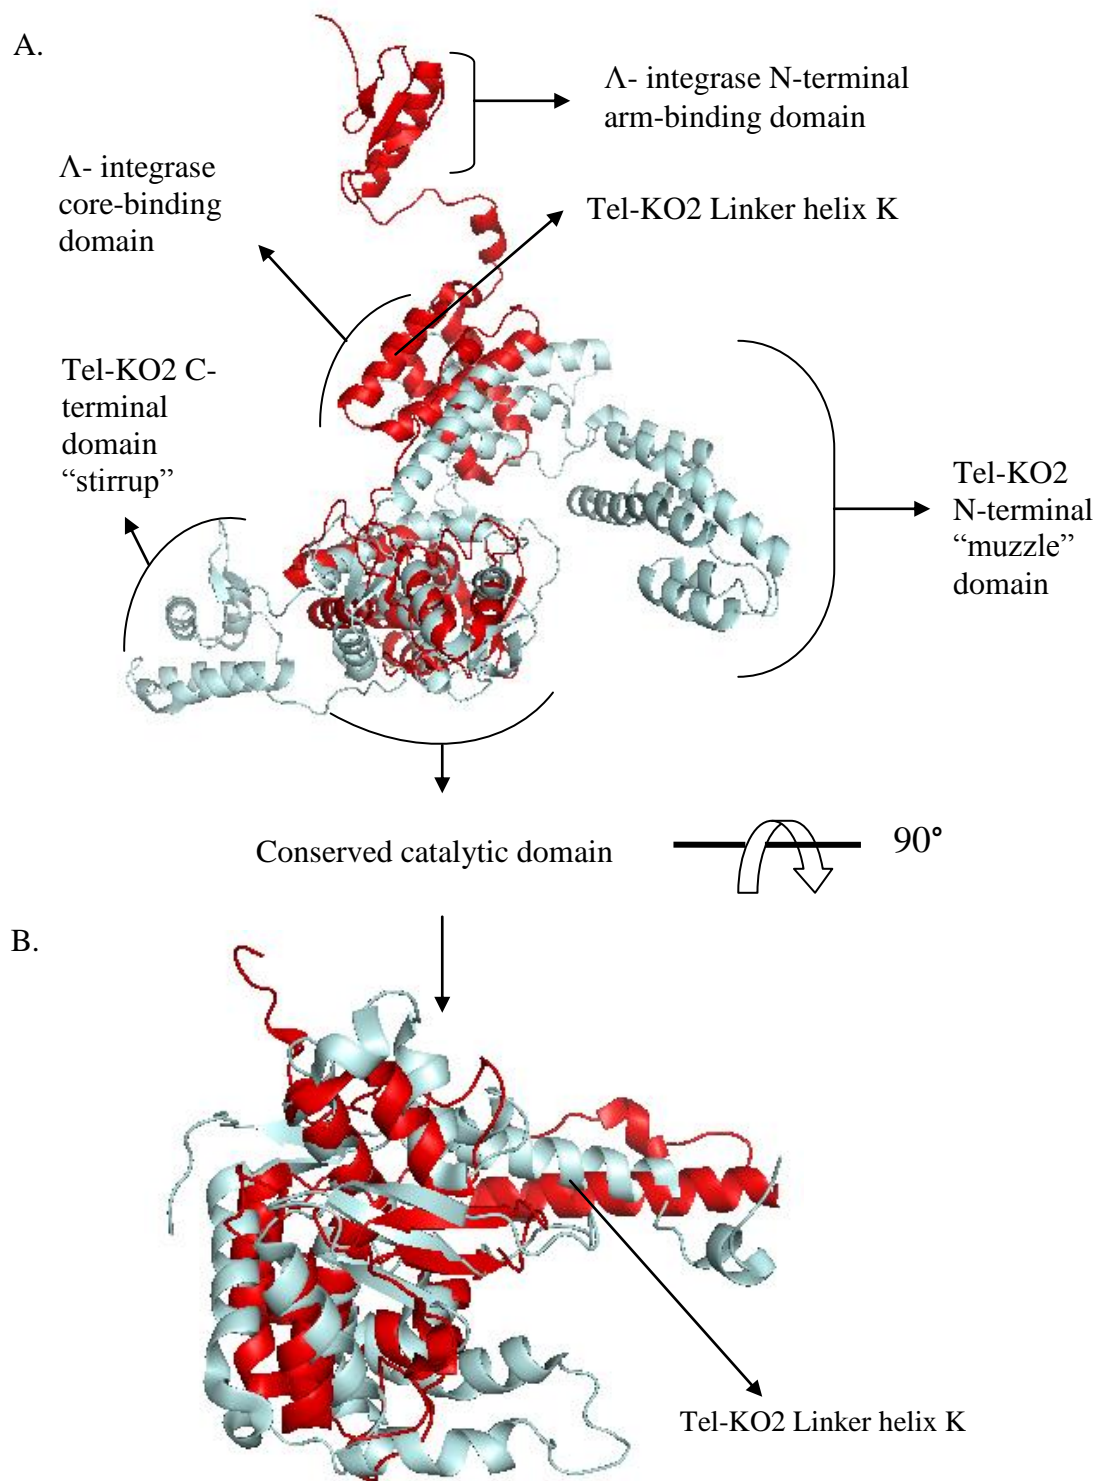 A.
Λ- integrase N-terminal
arm-binding domain
Λ- integrase
core-binding
domain
Tel-KO2 Linker helix K
Tel-KO2 C-
terminal
domain
“stirrup”
Tel-KO2
N-terminal
“muzzle”
domain
Conserved catalytic domain
90°
B.
Tel-KO2 Linker helix K